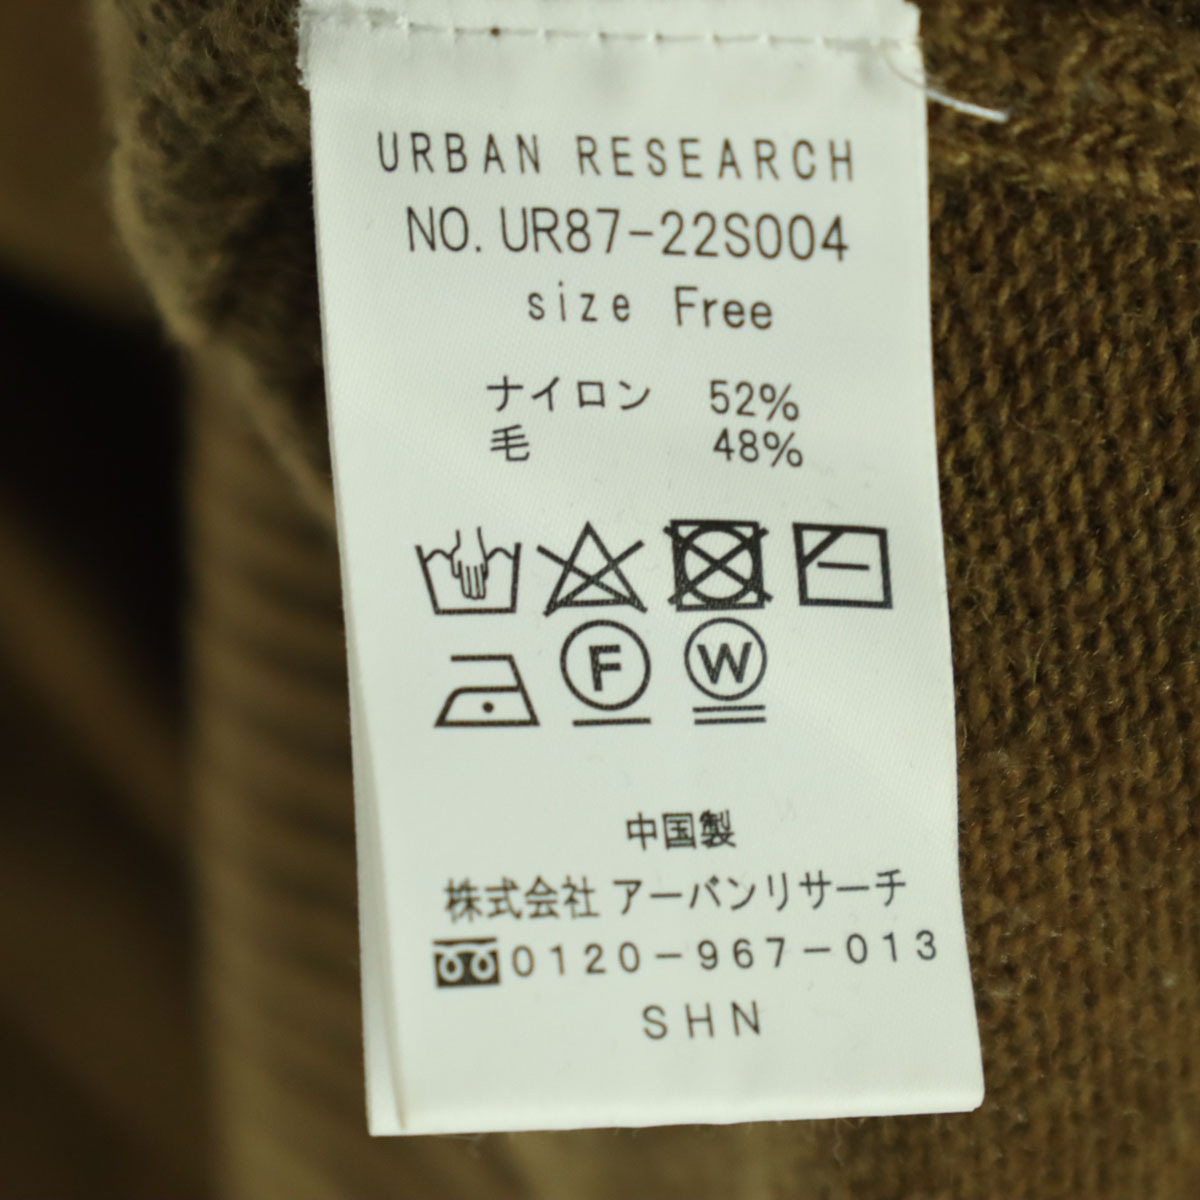 URBAN RESEARCH
NO. UR87-22S004
size Free
ナイロン 52%
毛 48%
F W
中国製
株式会社 アーバンリサーチ
0120-967-013
SHN